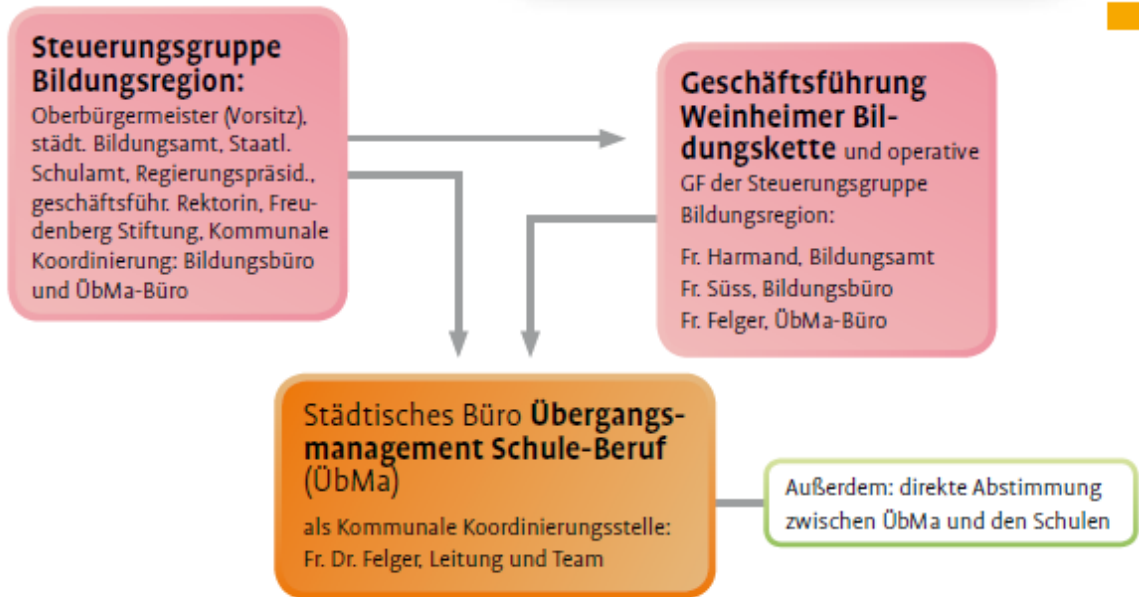 Steuerungsgruppe
Bildungsregion:
Oberbürgermeister (Vorsitz),
städt. Bildungsamt, Staatl.
Schulamt, Regierungspräsid.,
geschäftsführ. Rektorin, Freu-
denberg Stiftung, Kommunale
Koordinierung: Bildungsbüro
und ÜbMa-Büro
Geschäftsführung
Weinheimer Bil-
dungskette und operative
GF der Steuerungsgruppe
Bildungsregion:
Fr. Harmand, Bildungsamt
Fr. Süss, Bildungsbüro
Fr. Felger, ÜbMa-Büro
Städtisches Büro Übergangs-
management Schule-Beruf
(ÜbMa)
als Kommunale Koordinierungsstelle:
Fr. Dr. Felger, Leitung und Team
Außerdem: direkte Abstimmung
zwischen ÜbMa und den Schulen